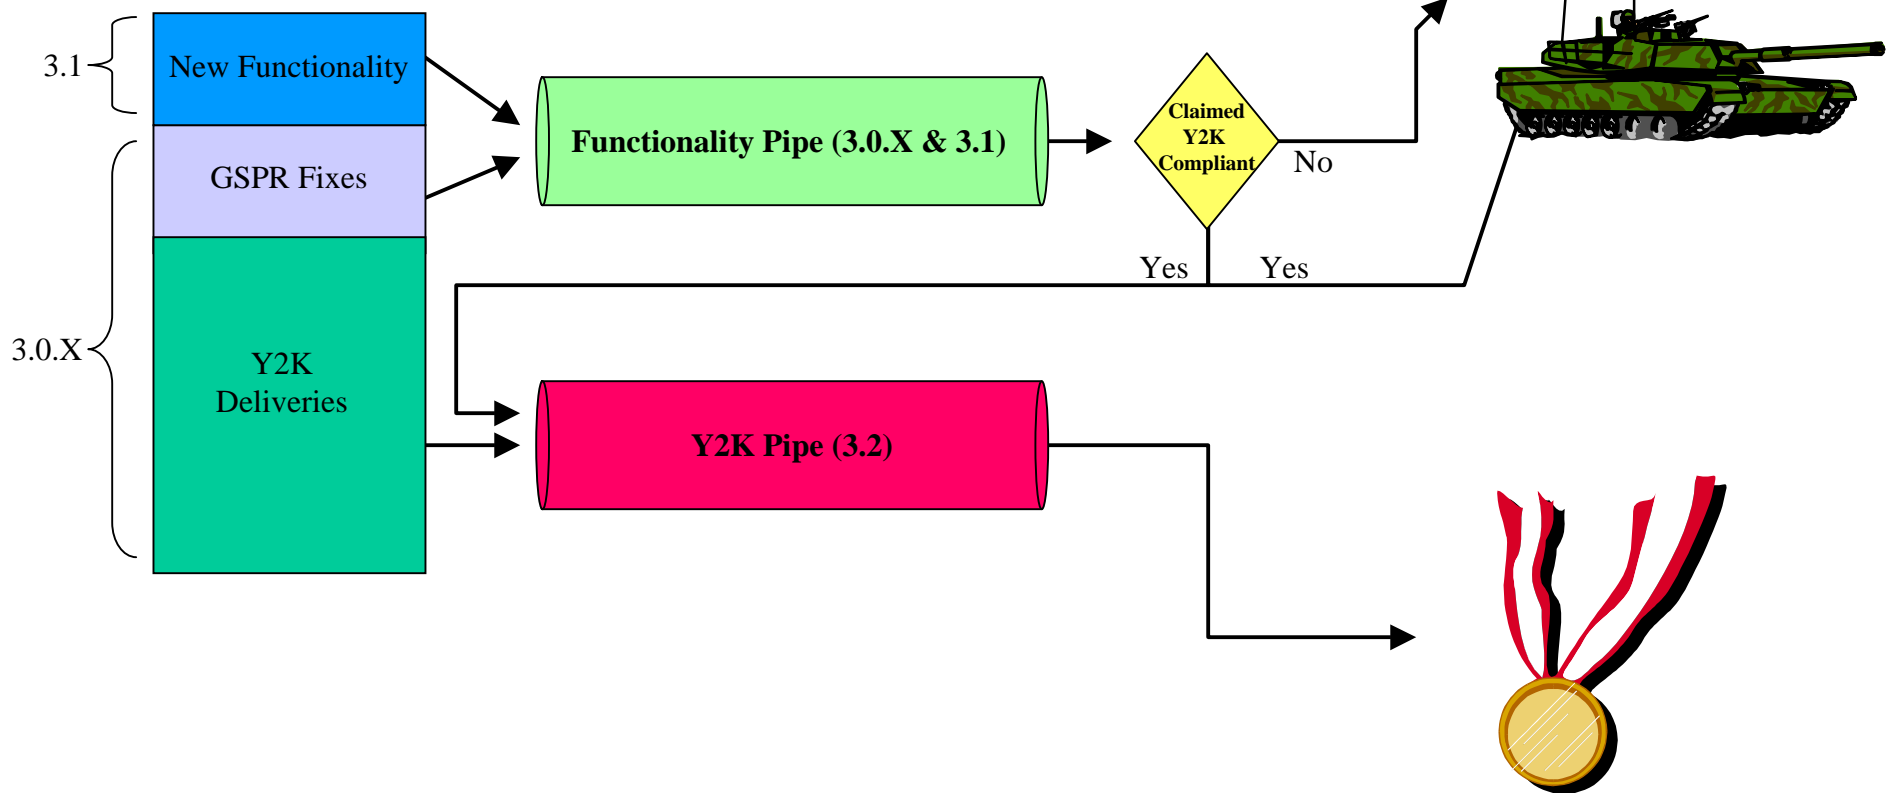 3.1
New Functionality
GSPR Fixes
3.0.X
Y2K
Deliveries
Functionality Pipe (3.0.X & 3.1)
Claimed
Y2K
Compliant
No
Yes
Yes
Y2K Pipe (3.2)